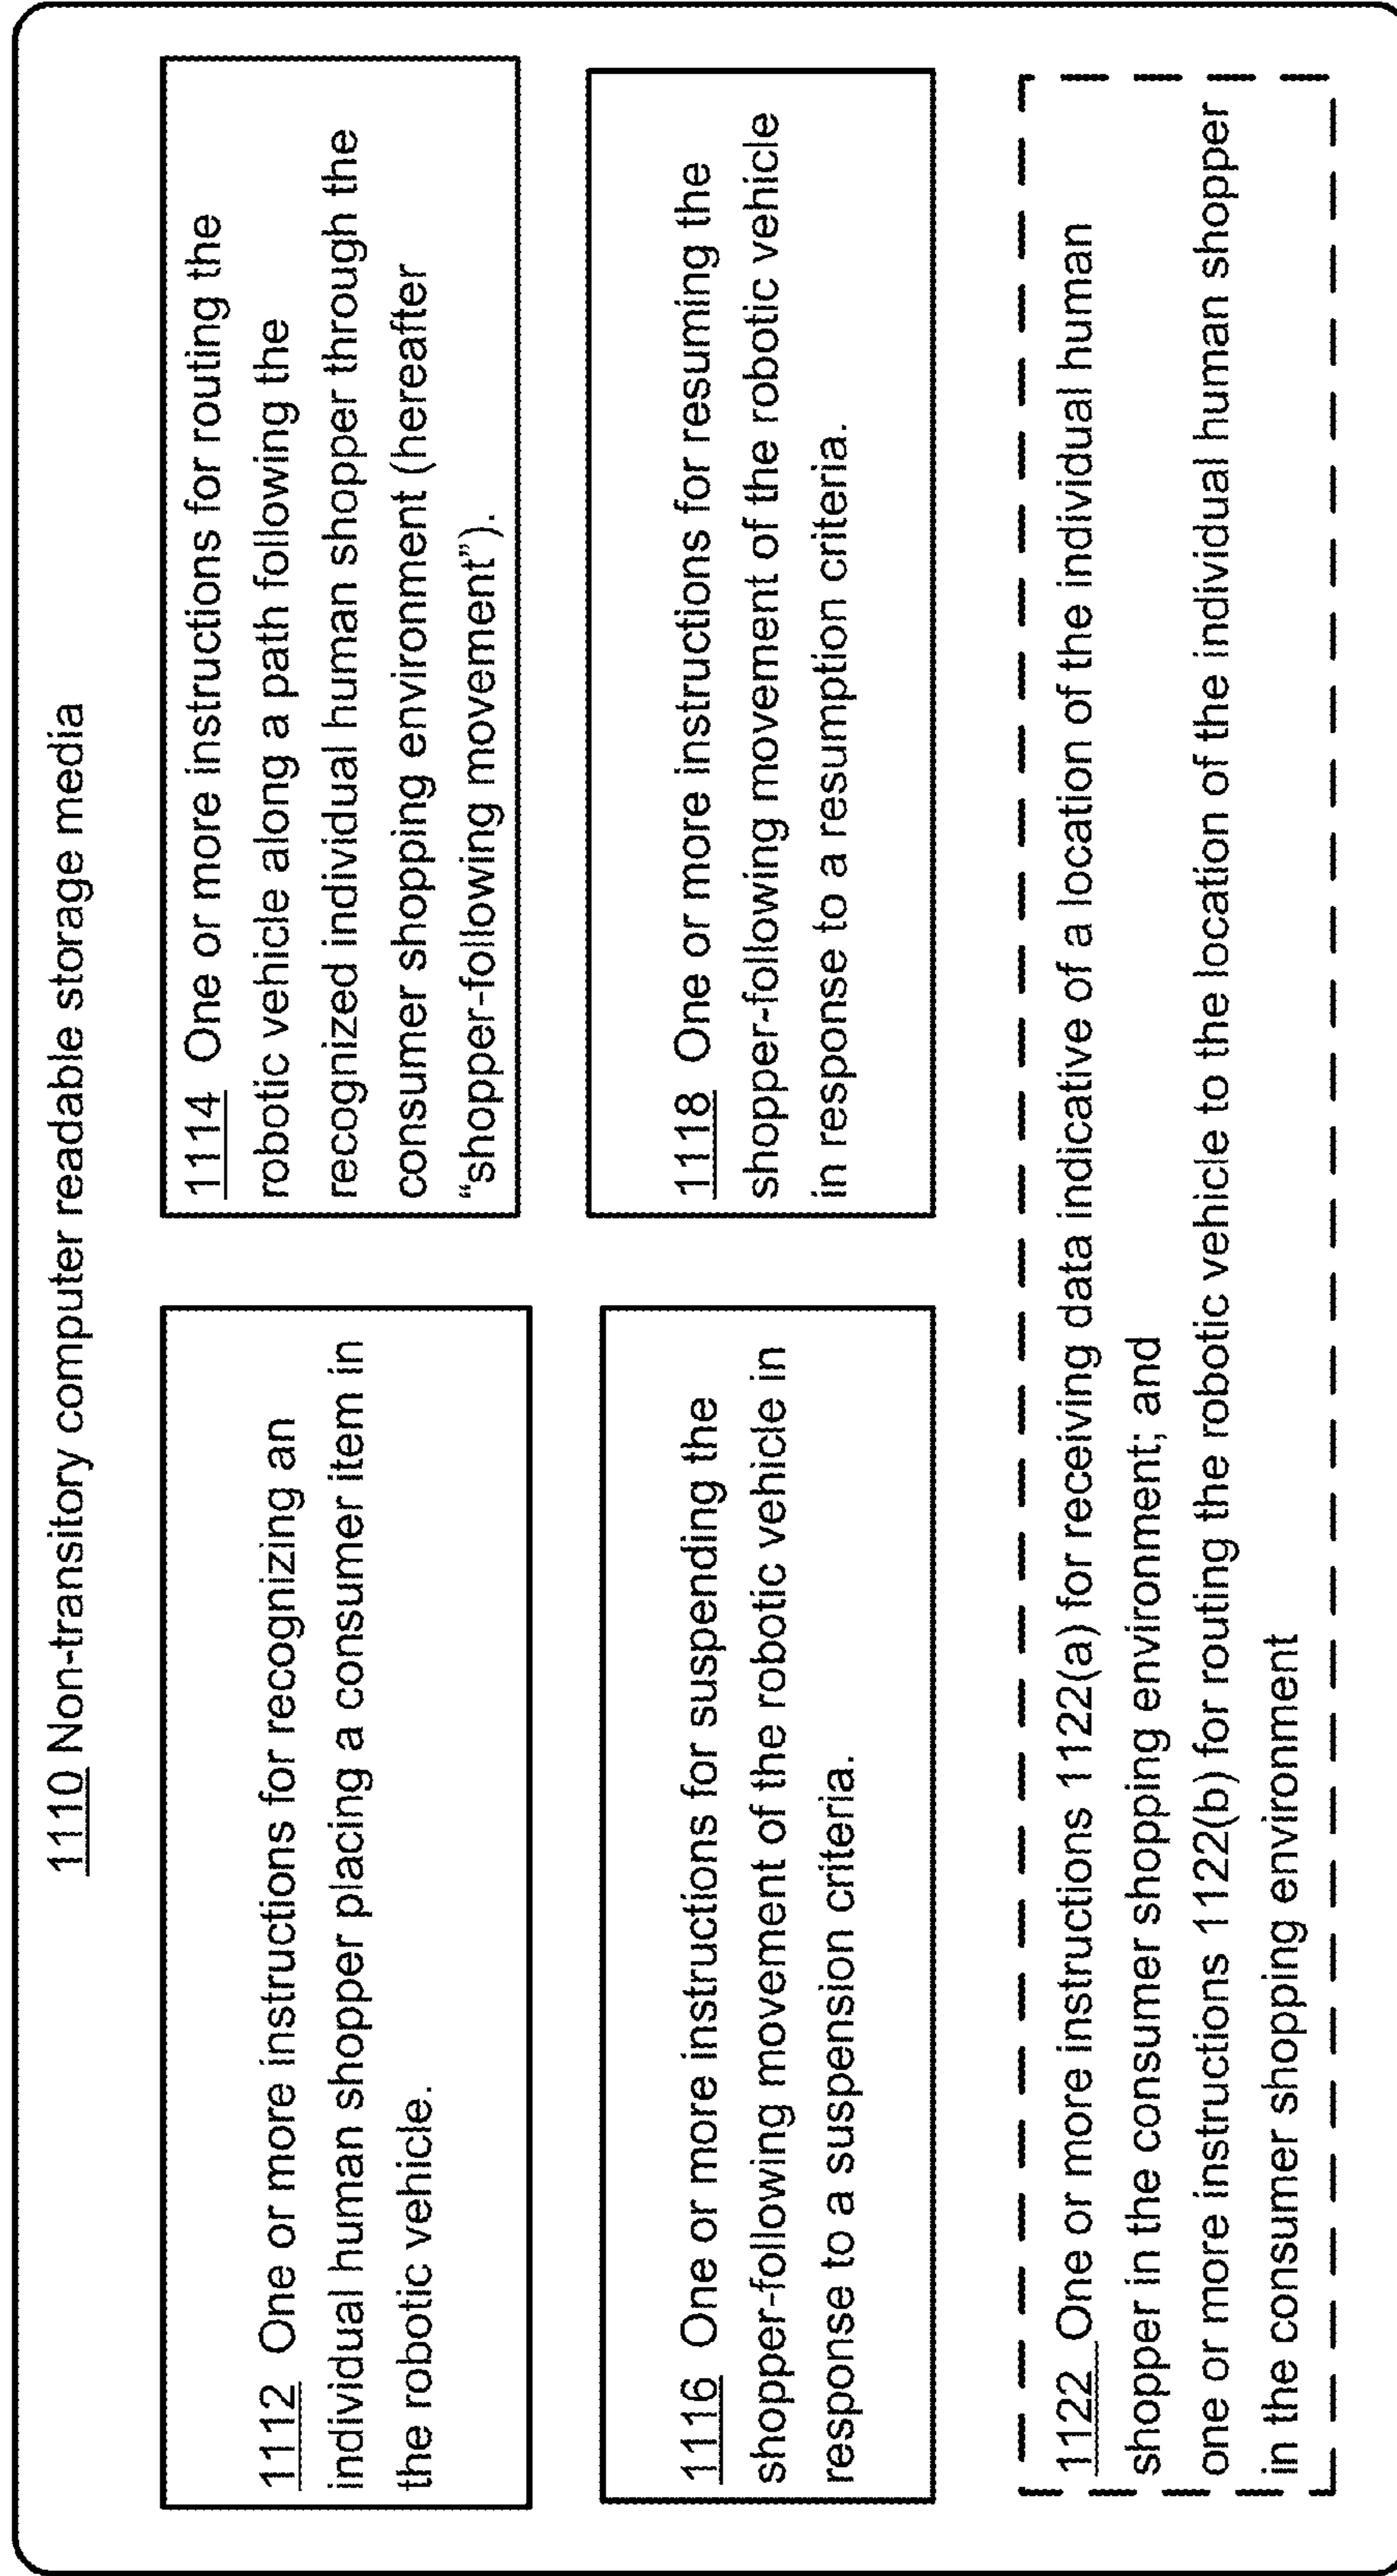 1110 Non-transitory computer readable storage media
1112 One or more instructions for recognizing an
individual human shopper placing a consumer item in
the robotic vehicle.
1114 One or more instructions for routing the
robotic vehicle along a path following the
recognized individual human shopper through the
consumer shopping environment (hereafter
“shopper-following movement”).
1116 One or more instructions for suspending the
shopper-following movement of the robotic vehicle in
response to a suspension criteria.
1118 One or more instructions for resuming the
shopper-following movement of the robotic vehicle
in response to a resumption criteria.
1122 One or more instructions 1122(a) for receiving data indicative of a location of the individual human
shopper in the consumer shopping environment; and
one or more instructions 1122(b) for routing the robotic vehicle to the location of the individual human shopper
in the consumer shopping environment